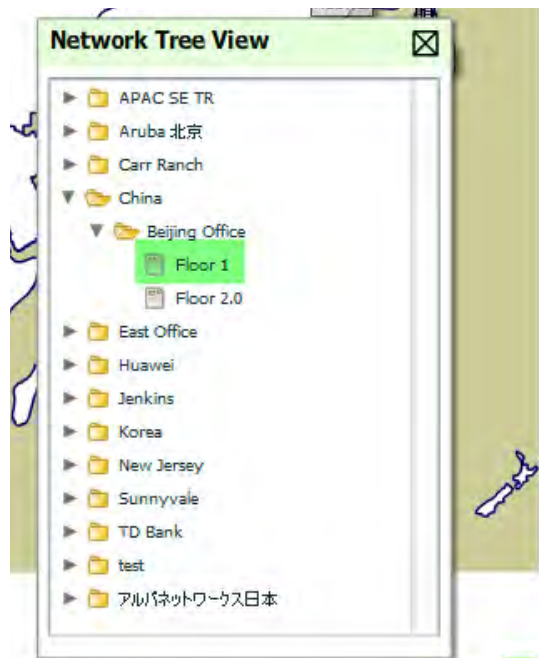 Network Tree View
APAC SE TR
Aruba 北京
Carr Ranch
China
Beijing Office
Floor 1
Floor 2.0
East Office
Huawei
Jenkins
Korea
New Jersey
Sunnyvale
TD Bank
test
アルパネットワークス日本